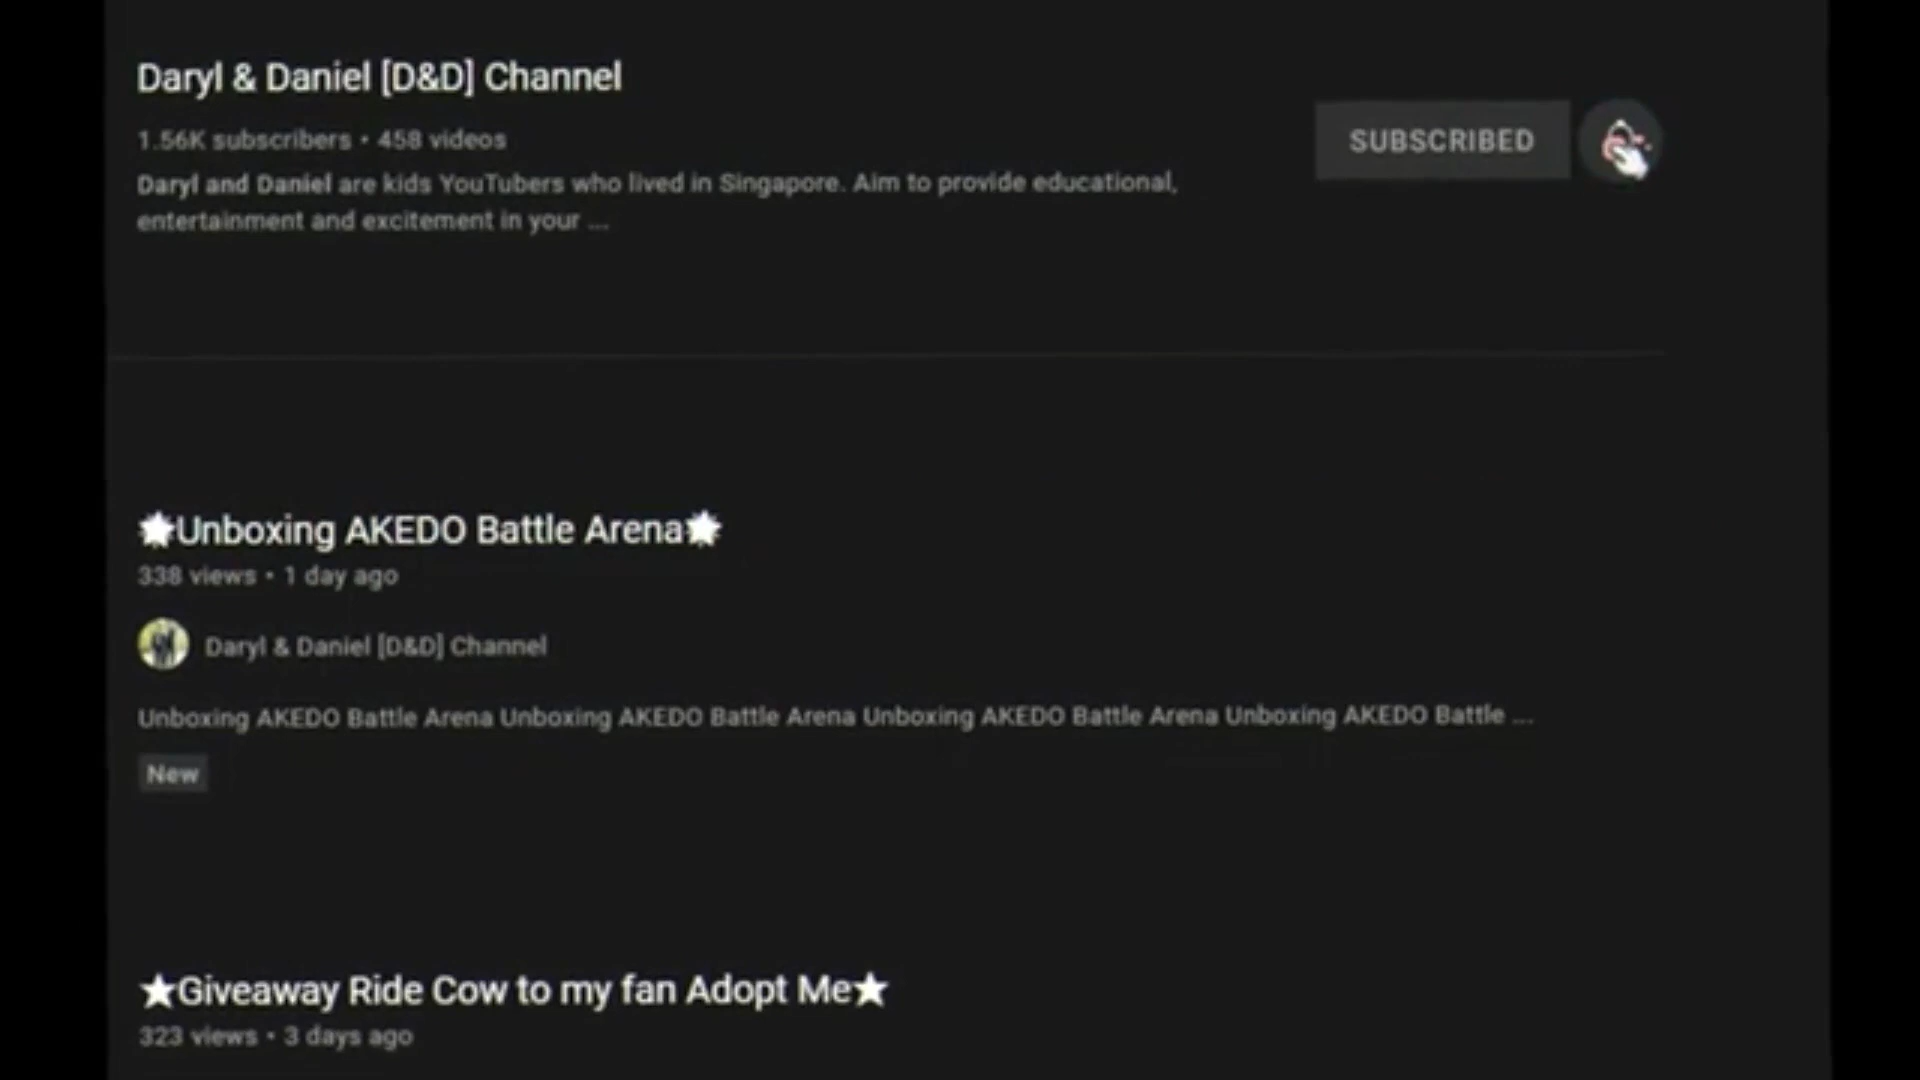 Daryl & Daniel [D&D] Channel
1.56K subscribers • 458 videos
SUBSCRIBED
Daryl and Daniel are kids YouTubers who lived in Singapore. Aim to provide educational,
entertainment and excitement in your ...
★Unboxing AKEDO Battle Arena★
338 views • 1 day ago
Daryl & Daniel [D&D] Channel
Unboxing AKEDO Battle Arena Unboxing AKEDO Battle Arena Unboxing AKEDO Battle Arena Unboxing AKEDO Battle ...
New
★Giveaway Ride Cow to my fan Adopt Me★
323 views • 3 days ago